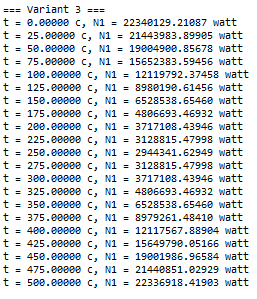 === Variant 3 ===
t = 0.00000 c, N1 = 22340129.21087 watt
t = 25.00000 c, N1 = 21443983.89905 watt
t = 50.00000 c, N1 = 19004900.85678 watt
t = 75.00000 c, N1 = 15652383.59456 watt
t = 100.00000 c, N1 = 12119792.37458 watt
t = 125.00000 c, N1 = 8980190.61456 watt
t = 150.00000 c, N1 = 6528538.65460 watt
t = 175.00000 c, N1 = 4806693.46932 watt
t = 200.00000 c, N1 = 3717108.43946 watt
t = 225.00000 c, N1 = 3128815.47998 watt
t = 250.00000 c, N1 = 2944341.62949 watt
t = 275.00000 c, N1 = 3128815.47998 watt
t = 300.00000 c, N1 = 3717108.43946 watt
t = 325.00000 c, N1 = 4806693.46932 watt
t = 350.00000 c, N1 = 6528538.65460 watt
t = 375.00000 c, N1 = 8979261.48410 watt
t = 400.00000 c, N1 = 12117567.88904 watt
t = 425.00000 c, N1 = 15649790.05166 watt
t = 450.00000 c, N1 = 19001986.96584 watt
t = 475.00000 c, N1 = 21440851.02929 watt
t = 500.00000 c, N1 = 22336918.41903 watt